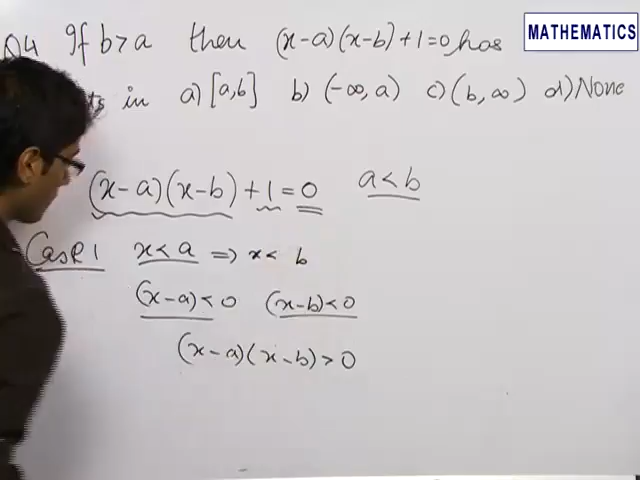 Q4 If b > a then (x-a)(x-b)+1=0 has
in a) [a,b] b) (-∞, a) c) (b, ∞) d) None
MATHEMATICS
(x-a)(x-b) + 1 = 0 a < b
Case 1 x < a ⇒ x < b
(x-a) < 0 (x-b) < 0
(x-a)(x-b) > 0